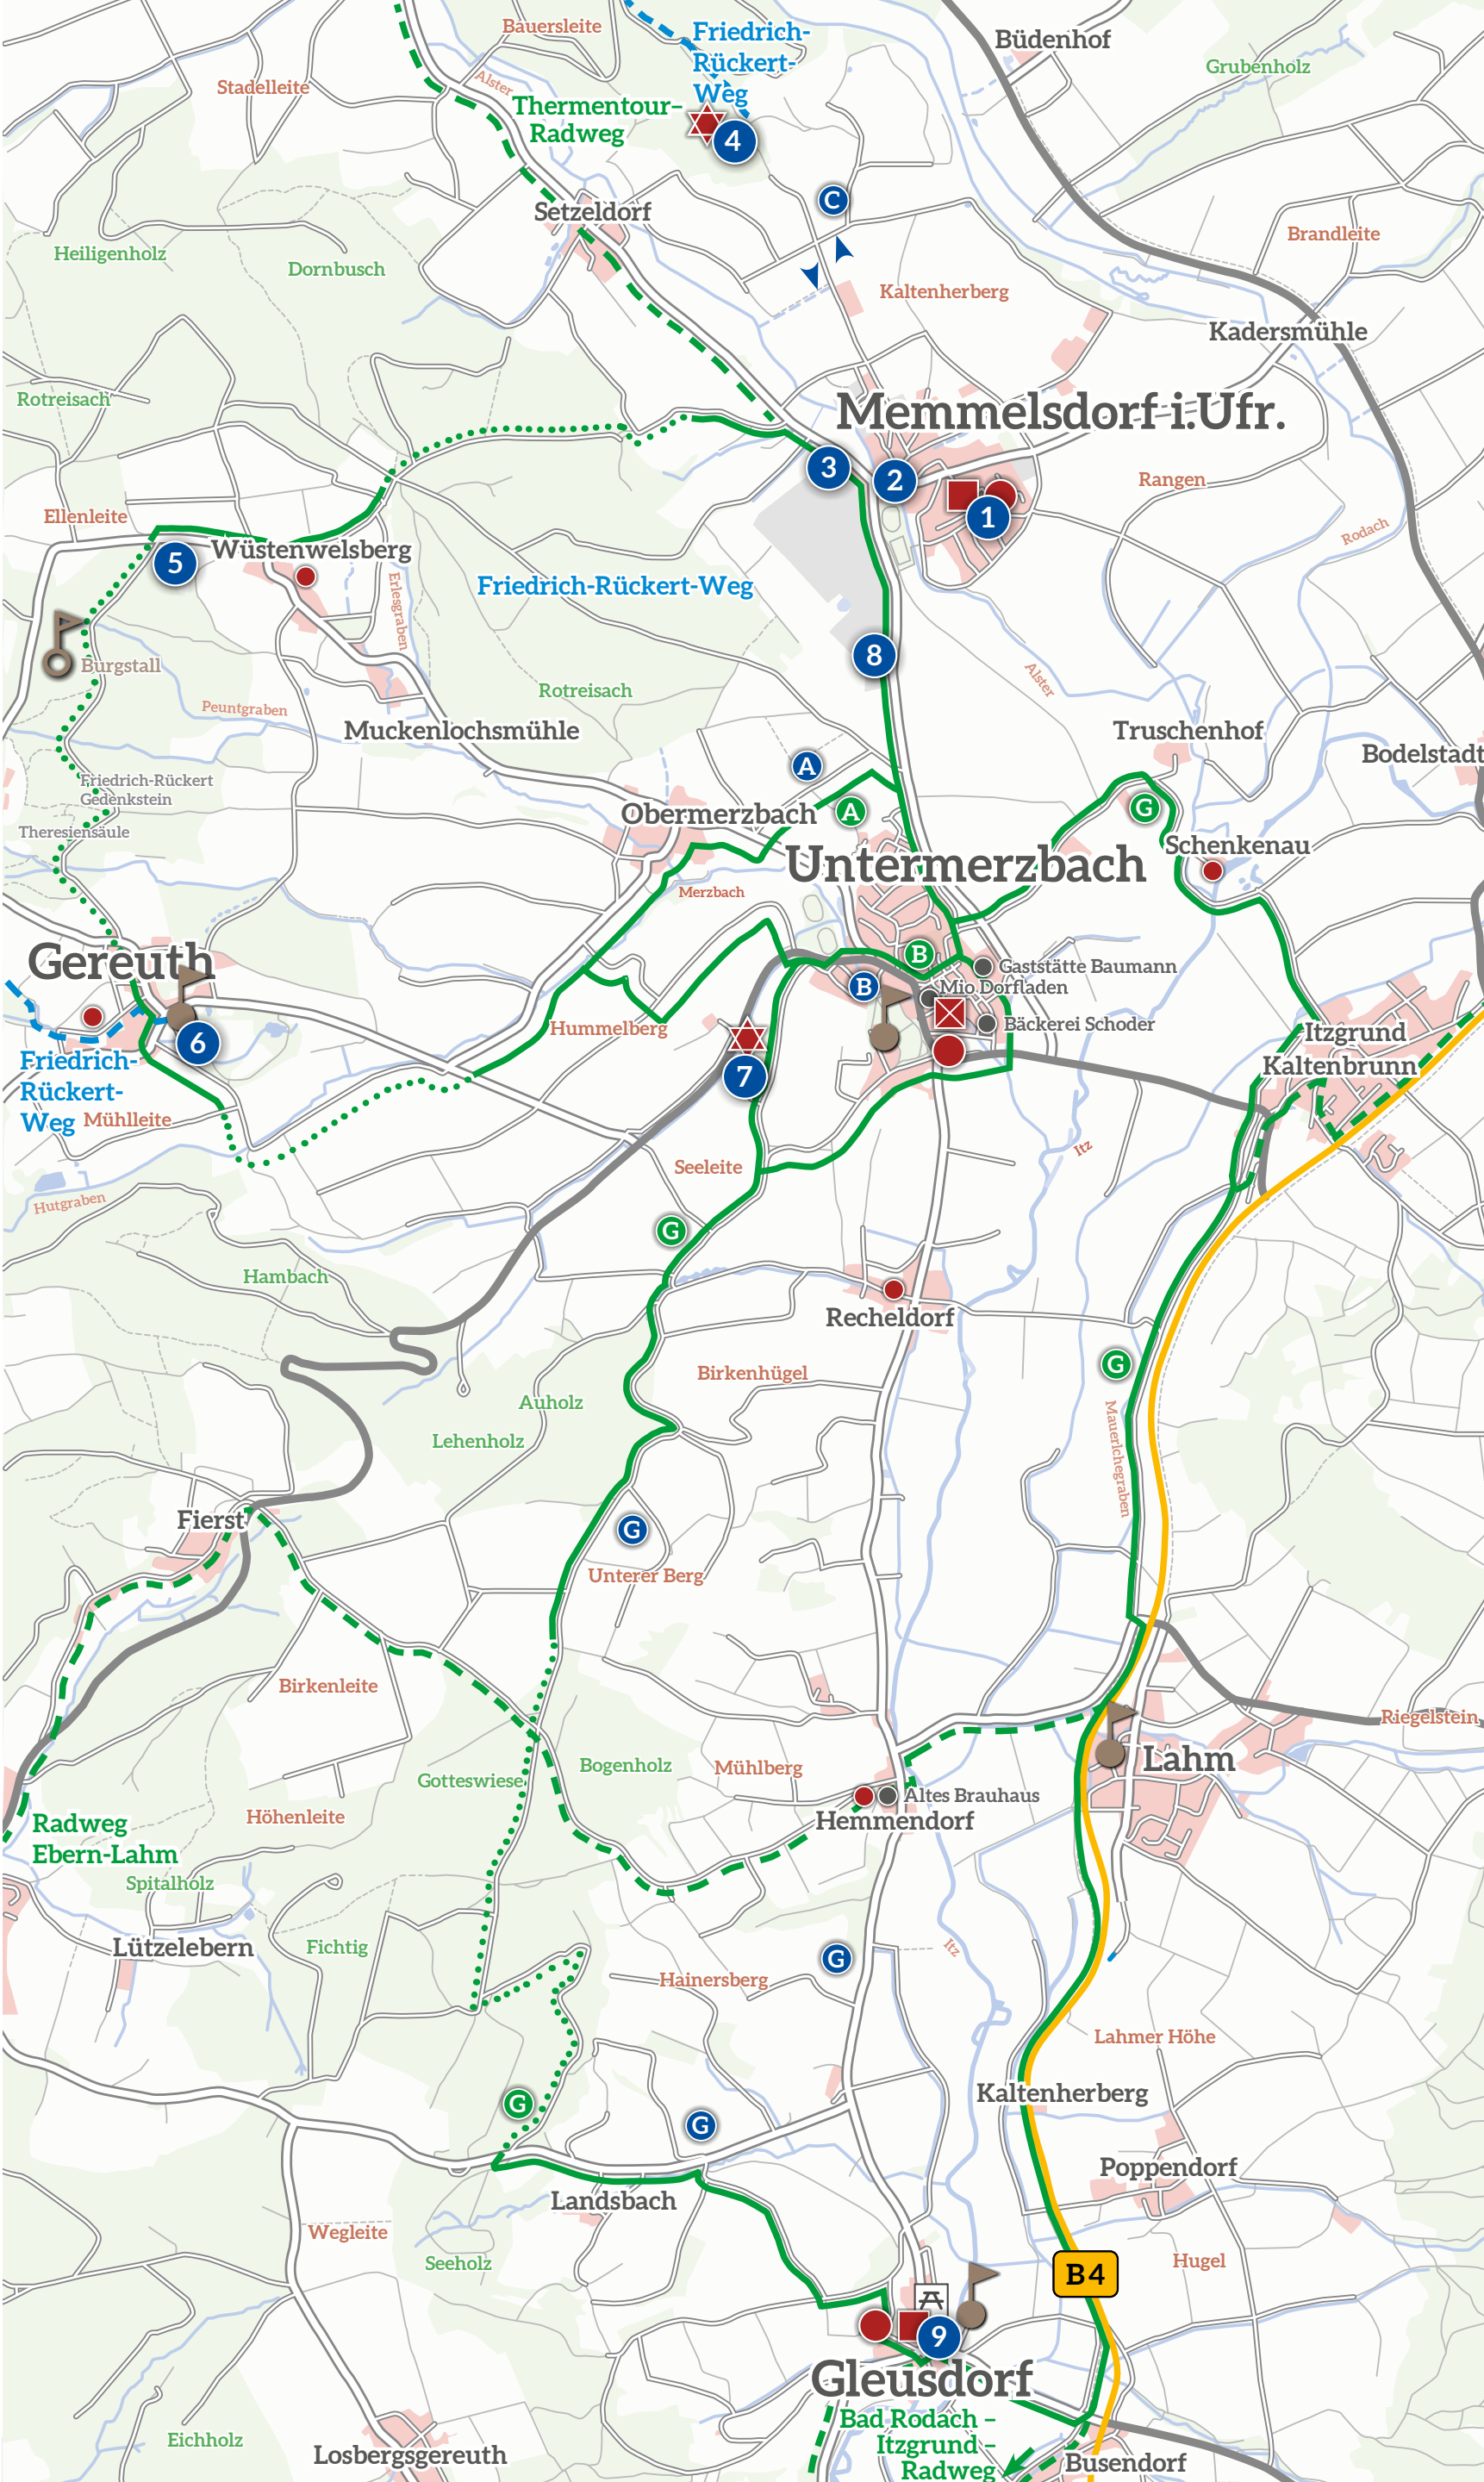 Bauersleite
Friedrich-
Rückert-
Weg
Büdenhof
Grubenholz
Stadelleite
Alster
Thermentour–
Radweg
4
C
Setzeldorf
Brandleite
Heiligenholz
Dornbusch
Kaltenherberg
Kadersmühle
Rotreisach
Memmelsdorf i.Ufr.
3
2
Rangen
1
Ellenleite
Rodach
5
Wüstenwelsberg
Friedrich-Rückert-Weg
Erlesgraben
8
Burgstall
Alster
Rotreisach
Peuntgraben
Muckenlochsmühle
Truschenhof
Bodelstadt
A
Friedrich-Rückert
Gedenkstein
Obermerzbach
A
G
Theresiensäule
Schenkenau
Untermerzbach
Merzbach
Gereuth
B
Gaststätte Baumann
B
Mio Dorfladen
Hummelberg
Bäckerei Schoder
Itzgrund
Kaltenbrunn
6
Friedrich-
Rückert-
Weg
7
Mühlleite
Itz
Seeleite
Hutgraben
G
Hambach
Recheldorf
G
Birkenhügel
Auholz
Lehenholz
Mauerlchegraben
Fierst
G
Unterer Berg
Birkenleite
Riegelstein
Bogenholz
Mühlberg
Lahm
Gotteswiese
Altes Brauhaus
Höhenleite
Hemmendorf
Radweg
Ebern-Lahm
Spitalholz
Lützelebern
Fichtig
G
Itz
Hainersberg
Lahmer Höhe
Kaltenherberg
G
G
Poppendorf
Landsbach
Wegleite
Seeholz
Hugel
B4
9
Gleusdorf
Bad Rodach –
Itzgrund –
Radweg
Eichholz
Losbergsgereuth
Busendorf